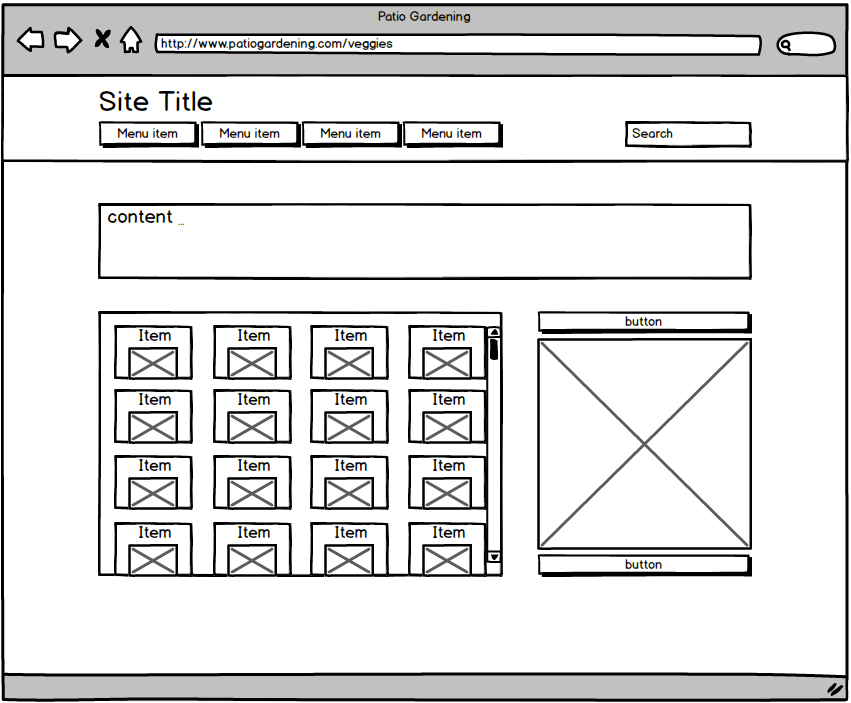 Patio Gardening
http://www.patiogardening.com/veggies
Site Title
Menu item Menu item Menu item Menu item Search
content ...
button
Item Item Item Item
Item Item Item Item
Item Item Item Item
Item Item Item Item
button